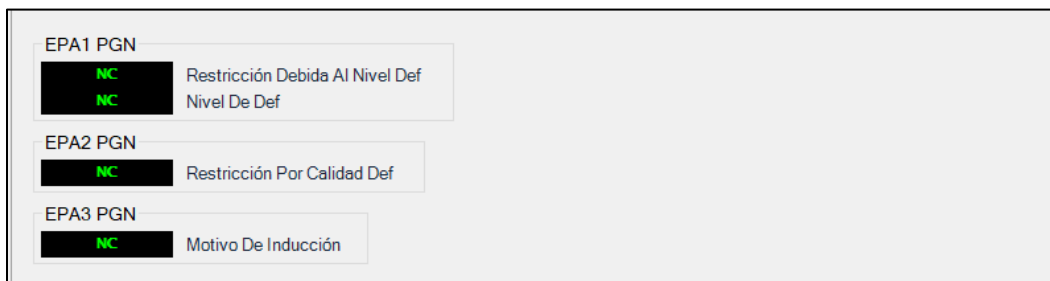 EPA1 PGN
NC Restricción Debida Al Nivel Def
NC Nivel De Def
EPA2 PGN
NC Restricción Por Calidad Def
EPA3 PGN
NC Motivo De Inducción